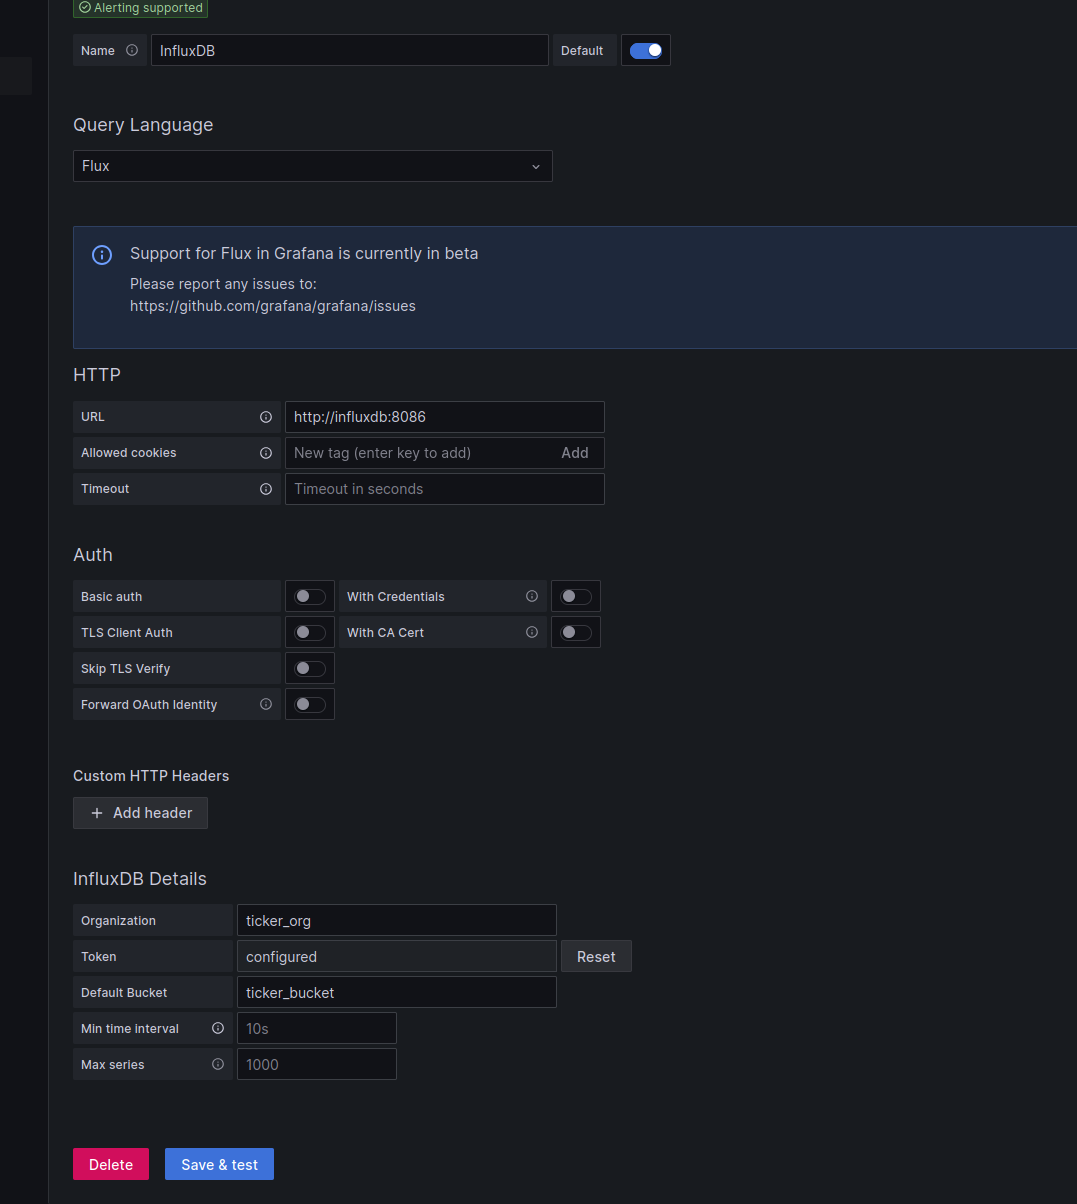 Alerting supported
Name InfluxDB Default
Query Language
Flux
Support for Flux in Grafana is currently in beta
Please report any issues to:
https://github.com/grafana/grafana/issues
HTTP
URL http://influxdb:8086
Allowed cookies New tag (enter key to add) Add
Timeout Timeout in seconds
Auth
Basic auth With Credentials
TLS Client Auth With CA Cert
Skip TLS Verify
Forward OAuth Identity
Custom HTTP Headers
+ Add header
InfluxDB Details
Organization ticker_org
Token configured Reset
Default Bucket ticker_bucket
Min time interval 10s
Max series 1000
Delete Save & test